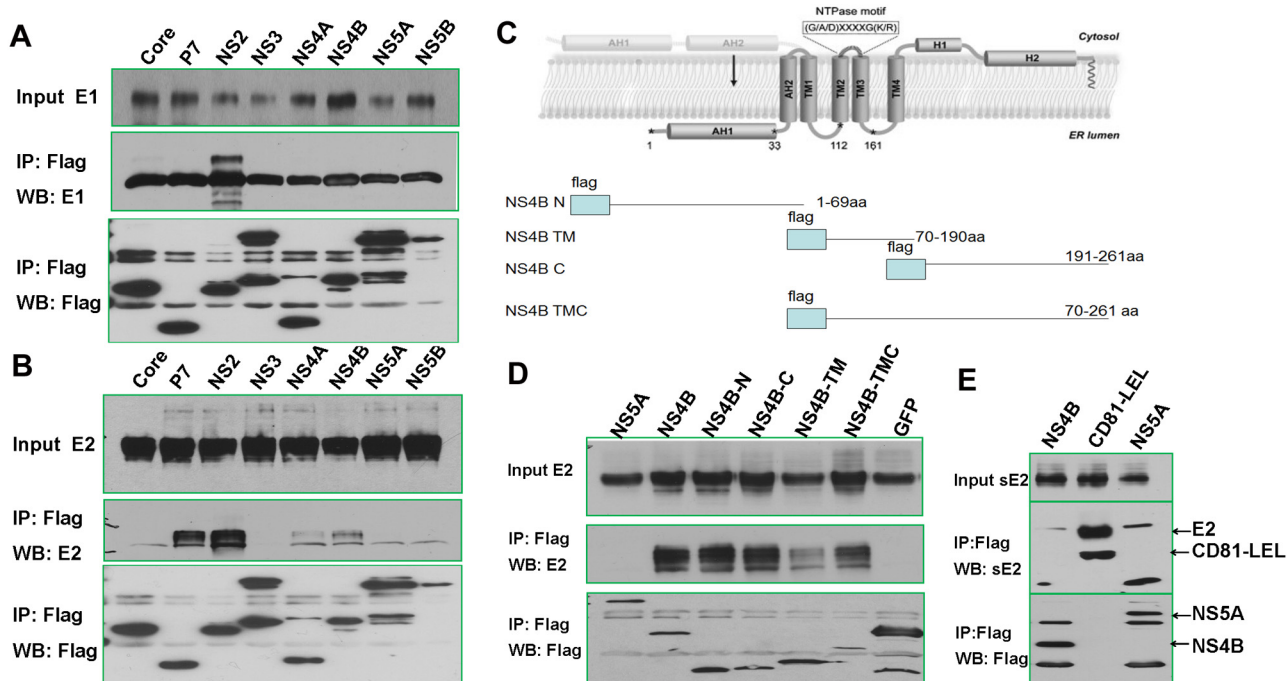 A
Core P7 NS2 NS3 NS4A NS4B NS5A NS5B
Input E1
IP: Flag
WB: E1
IP: Flag
WB: Flag
B
Core P7 NS2 NS3 NS4A NS4B NS5A NS5B
Input E2
IP: Flag
WB: E2
IP: Flag
WB: Flag
C
NTPase motif
(G/A/D)XXXXG(K/R)
Cytosol
AH1 AH2 H1 H2
AH2 TM1 TM2 TM3 TM4
AH1
ER lumen
1 33 112 161
flag
NS4B N 1-69aa
flag
NS4B TM 70-190aa
flag
NS4B C 191-261aa
flag
NS4B TMC 70-261 aa
D
NS5A NS4B NS4B-N NS4B-C NS4B-TM NS4B-TMC GFP
Input E2
IP: Flag
WB: E2
IP: Flag
WB: Flag
E
NS4B CD81-LEL NS5A
Input sE2
IP:Flag
WB: sE2
E2
CD81-LEL
IP:Flag
WB: Flag
NS5A
NS4B